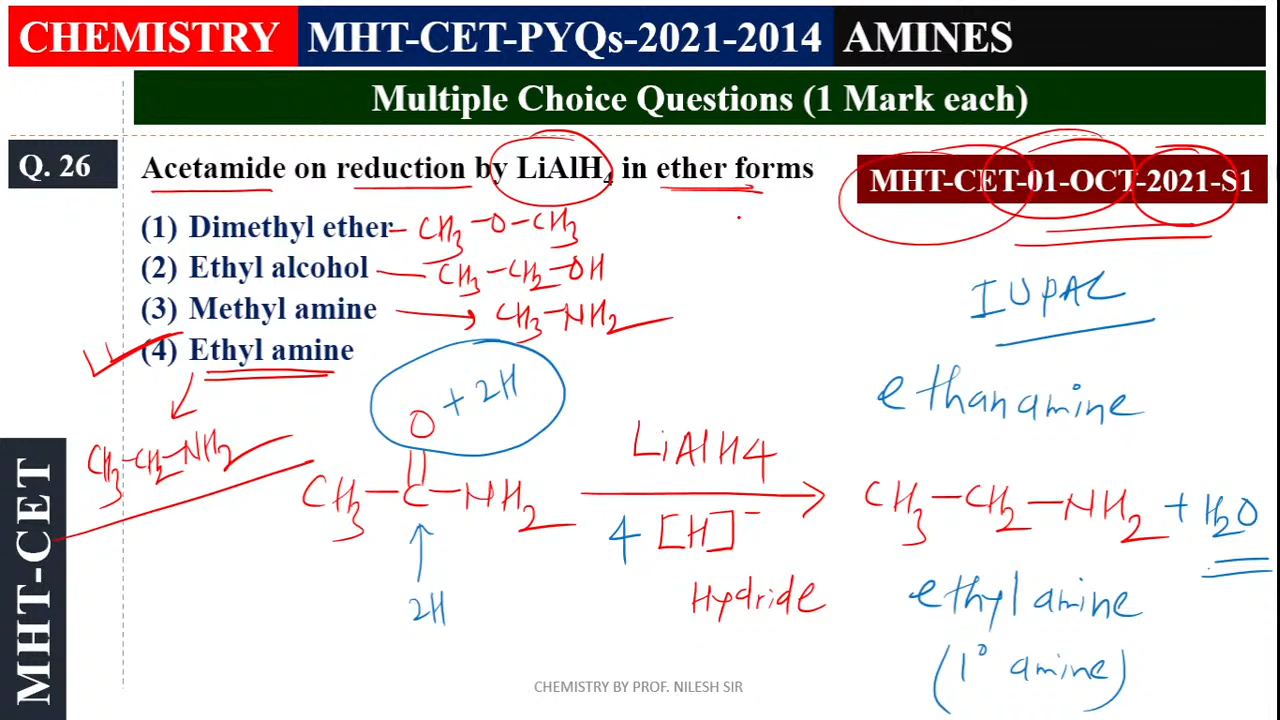 CHEMISTRY MHT-CET-PYQs-2021-2014 AMINES
Multiple Choice Questions (1 Mark each)
Q. 26 Acetamide on reduction by LiAlH₄ in ether forms MHT-CET-01-OCT-2021-S1
(1) Dimethyl ether - CH₃-O-CH₃
(2) Ethyl alcohol — CH₃-CH₂-OH
(3) Methyl amine → CH₃-NH₂
(4) Ethyl amine
CH₃-CH₂-NH₂
IUPAC
ethanamine
O + 2H
||
CH₃-C-NH₂ LiAlH4 → CH₃-CH₂-NH₂ + H₂O
4 [H]⁻
Hydride
2H
ethyl amine
(1° amine)
MHT-CET
CHEMISTRY BY PROF. NILESH SIR